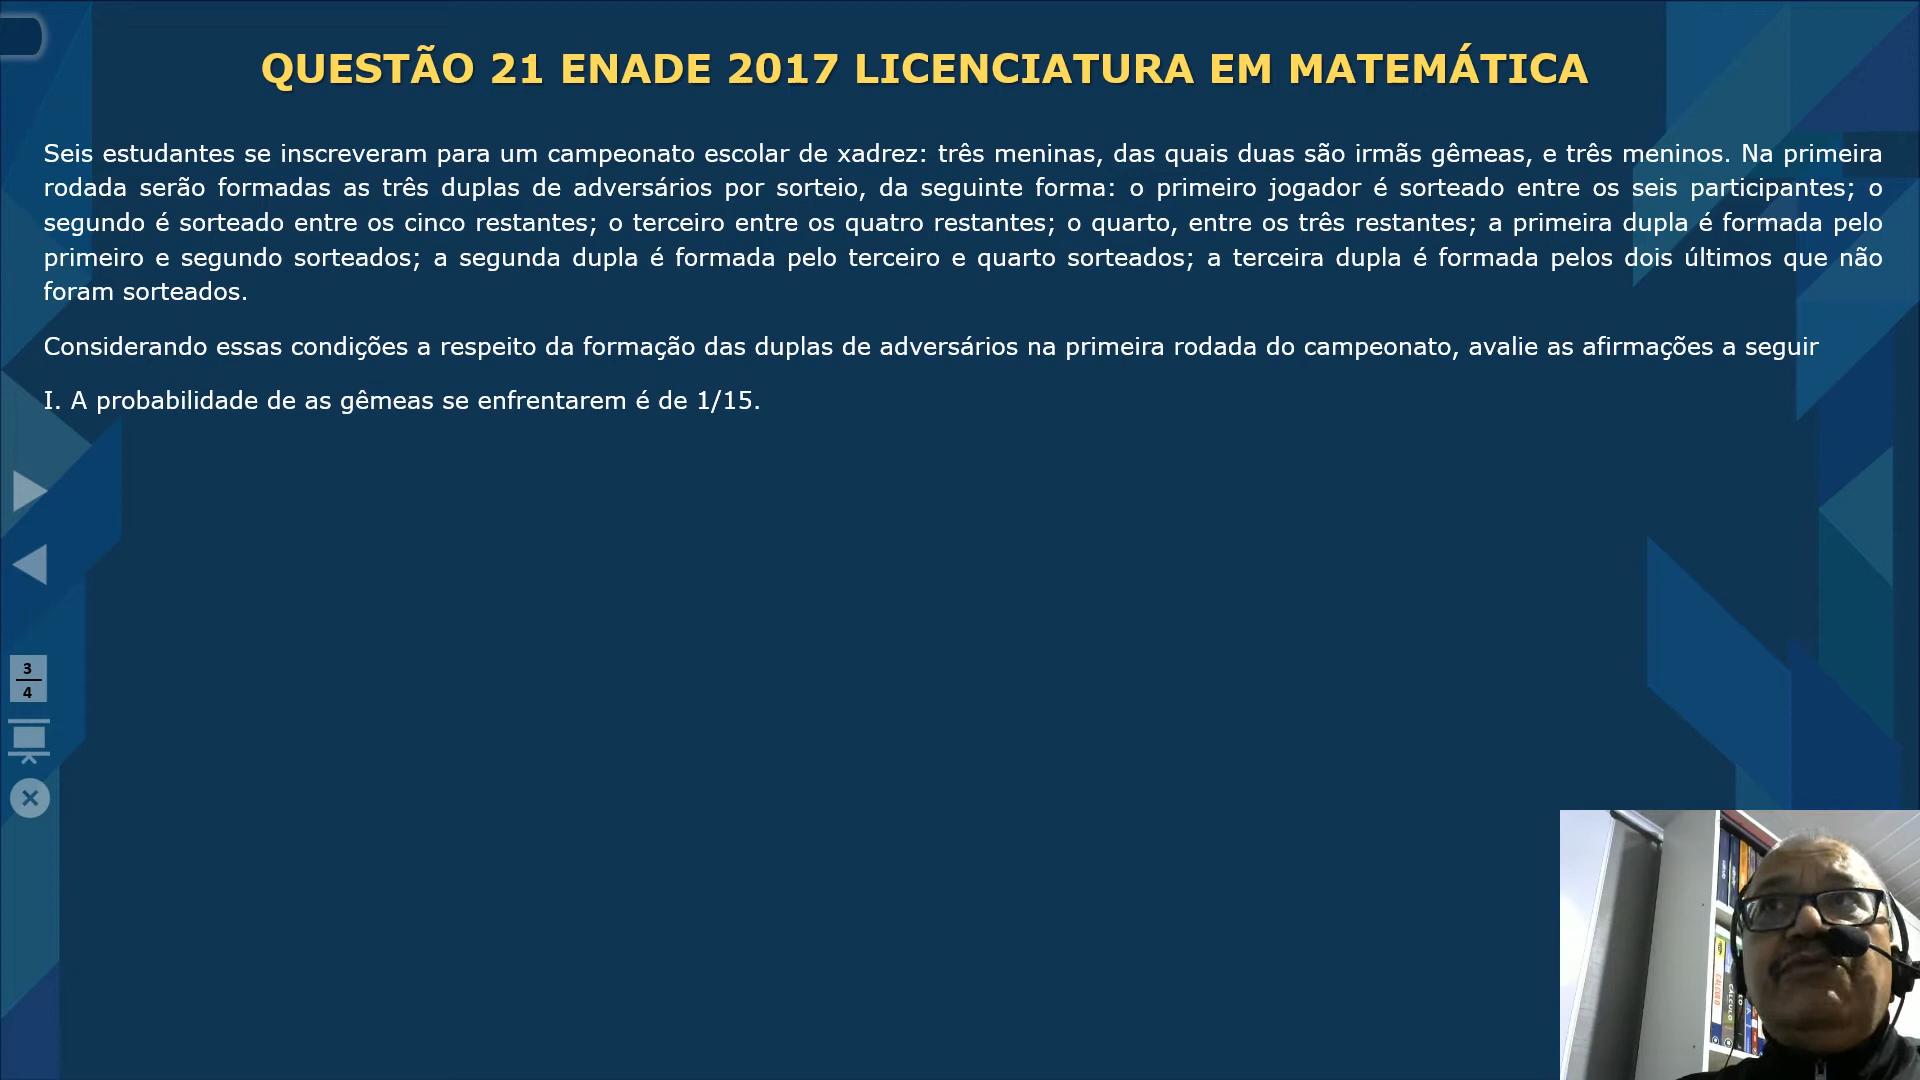 QUESTÃO 21 ENADE 2017 LICENCIATURA EM MATEMÁTICA
Seis estudantes se inscreveram para um campeonato escolar de xadrez: três meninas, das quais duas são irmãs gêmeas, e três meninos. Na primeira
rodada serão formadas as três duplas de adversários por sorteio, da seguinte forma: o primeiro jogador é sorteado entre os seis participantes; o
segundo é sorteado entre os cinco restantes; o terceiro entre os quatro restantes; o quarto, entre os três restantes; a primeira dupla é formada pelo
primeiro e segundo sorteados; a segunda dupla é formada pelo terceiro e quarto sorteados; a terceira dupla é formada pelos dois últimos que não
foram sorteados.
Considerando essas condições a respeito da formação das duplas de adversários na primeira rodada do campeonato, avalie as afirmações a seguir
I. A probabilidade de as gêmeas se enfrentarem é de 1/15.
3
4